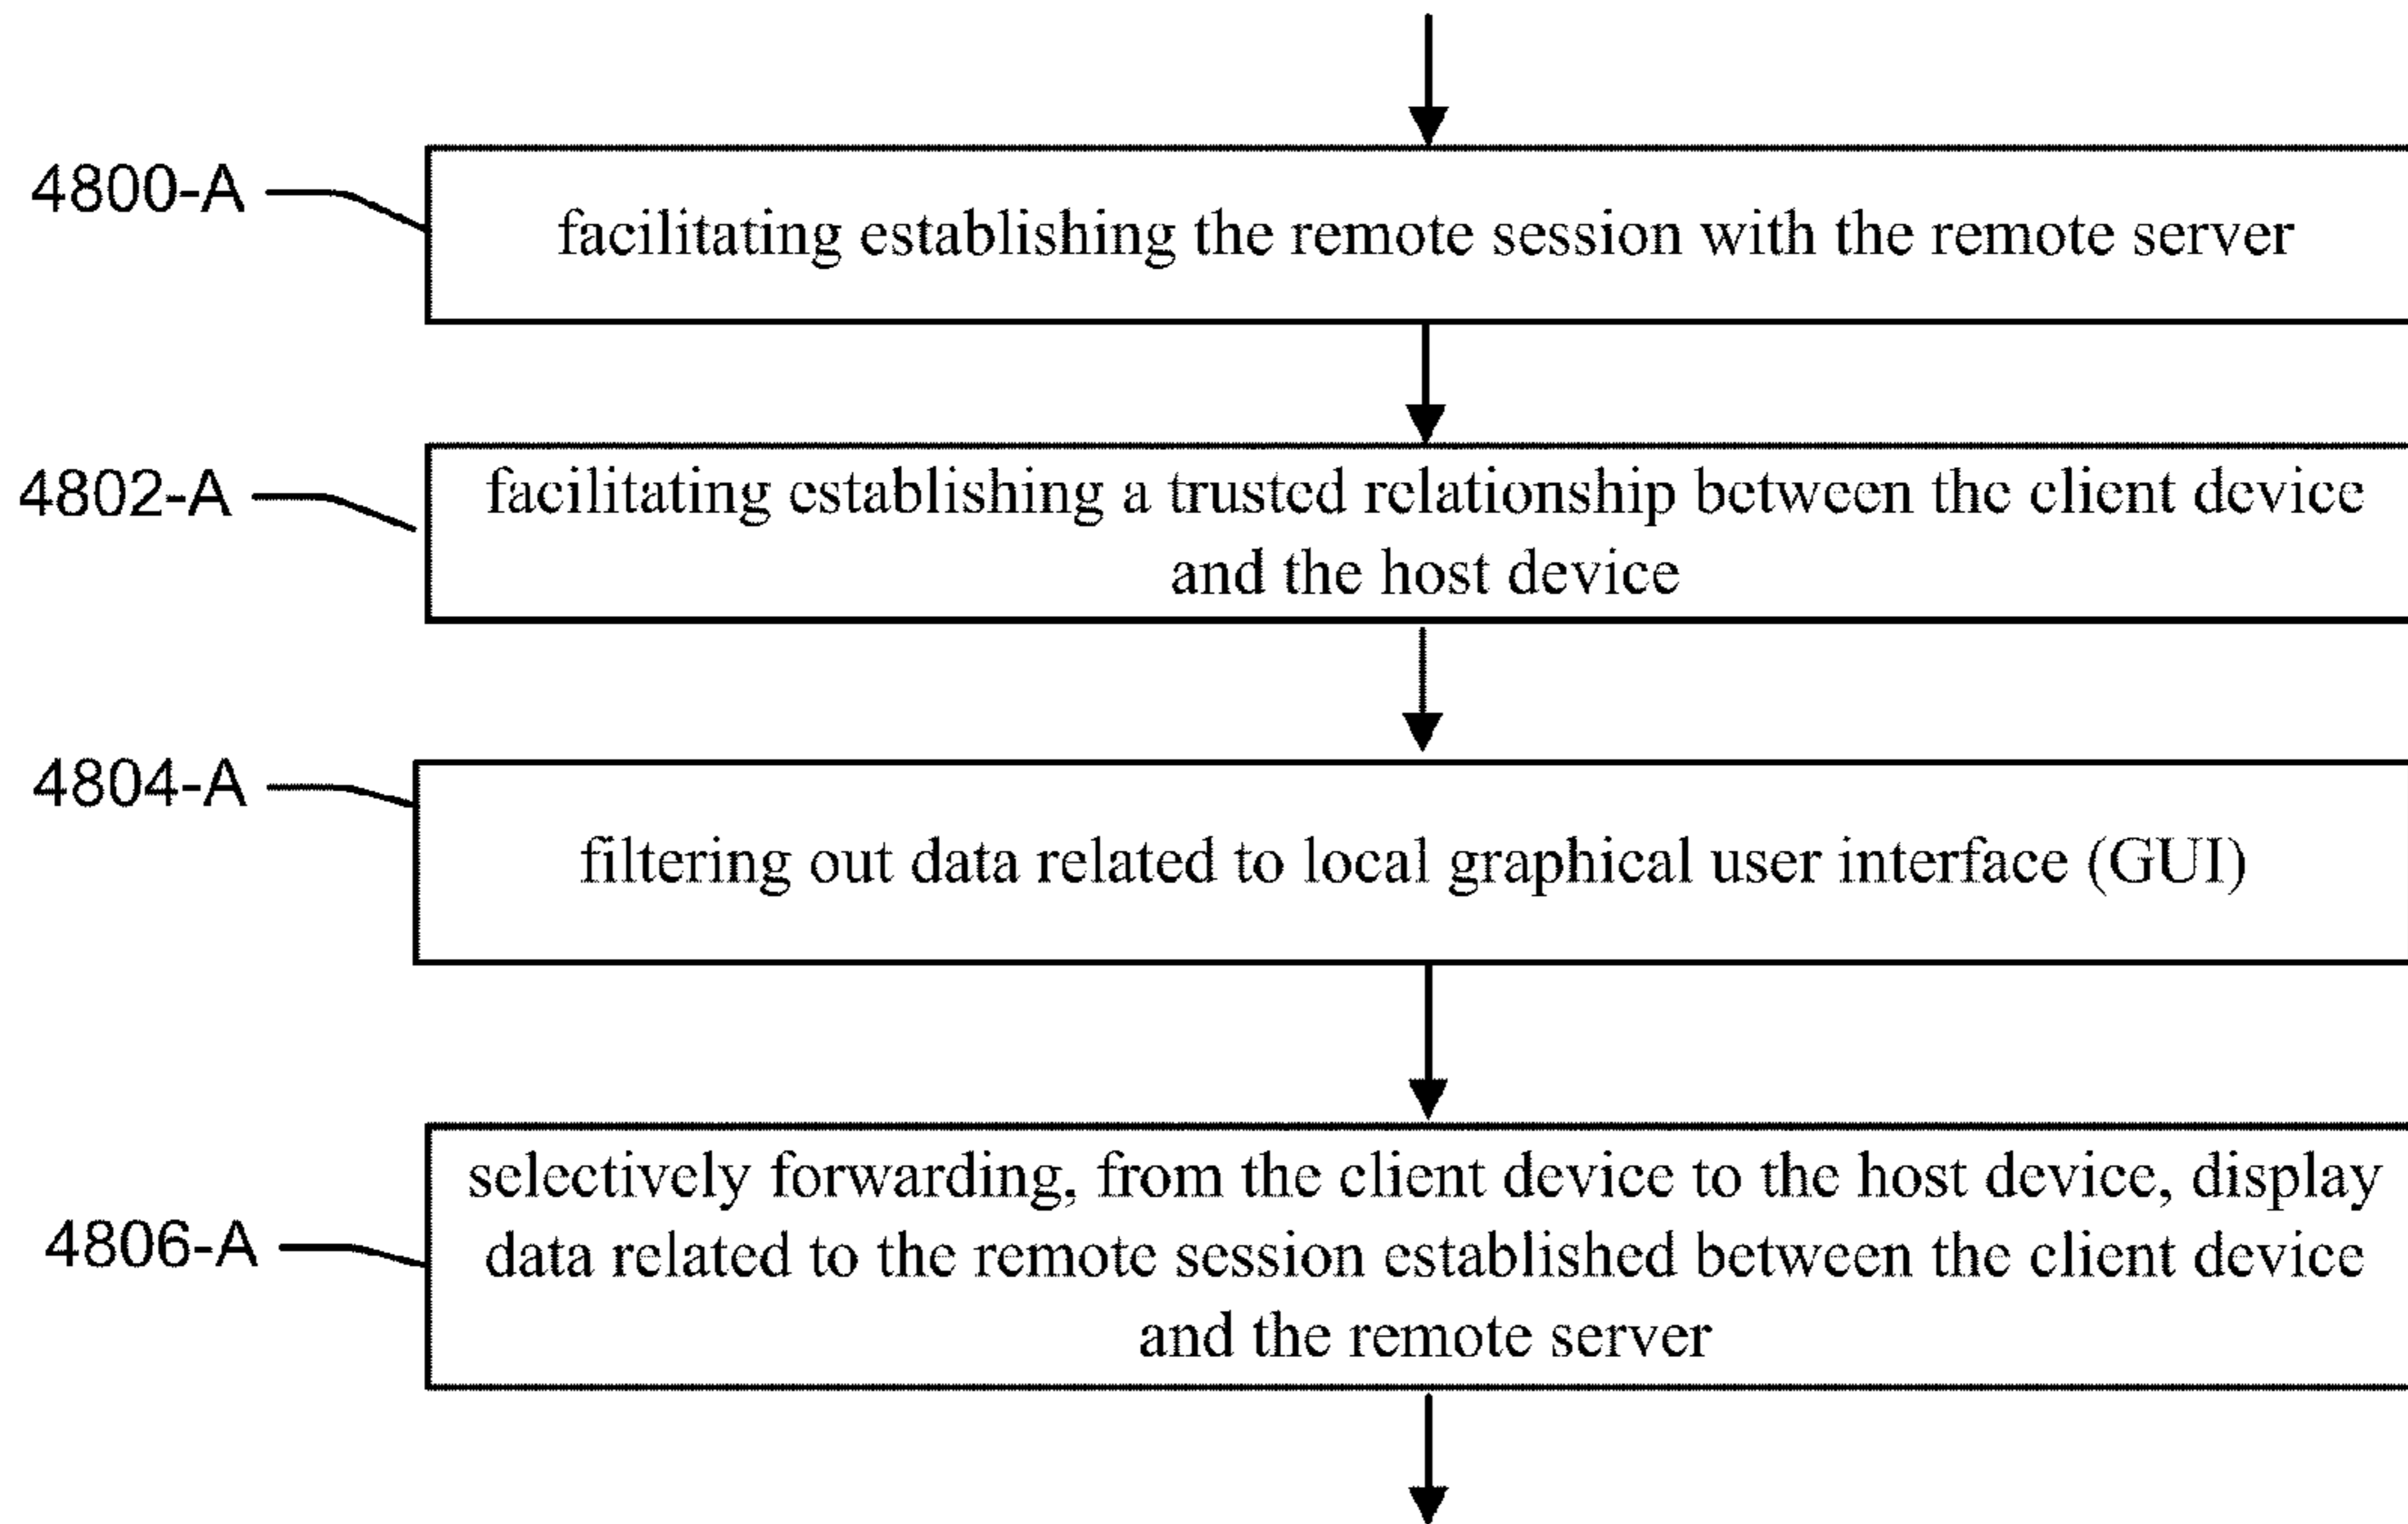 4800-A
facilitating establishing the remote session with the remote server
4802-A
facilitating establishing a trusted relationship between the client device
and the host device
4804-A
filtering out data related to local graphical user interface (GUI)
4806-A
selectively forwarding, from the client device to the host device, display
data related to the remote session established between the client device
and the remote server